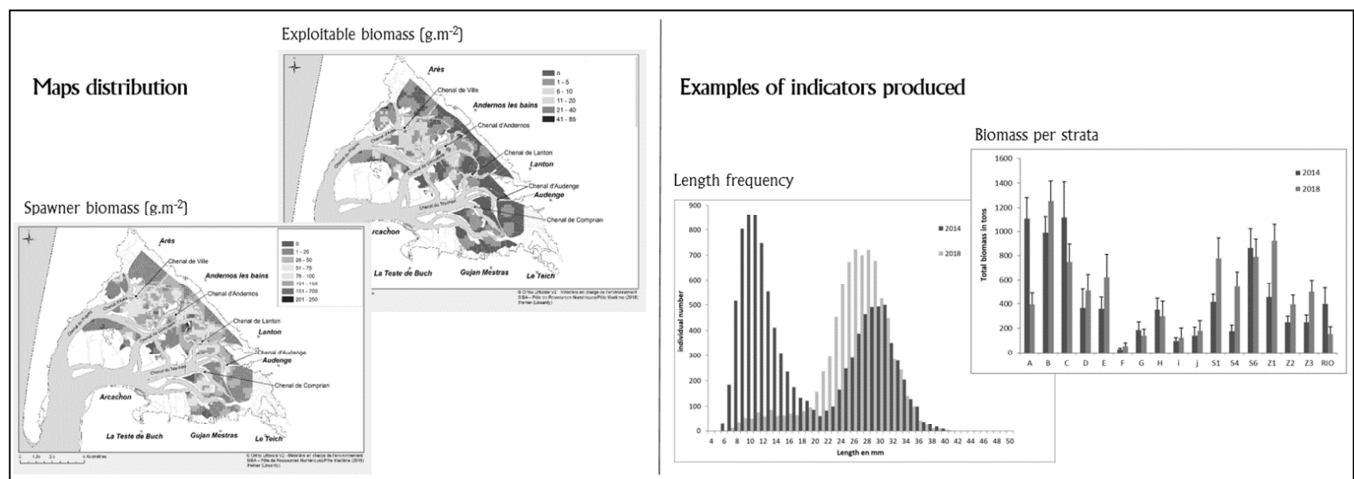 Maps distribution
Exploitable biomass (g.m-2)
Arès
Chenal de Ville
Andernos les bains
Chenal d'Andernos
Chenal de Lanton
Lanton
Chenal d'Audenge
Audenge
Chenal de Comprian
Arcachon
La Teste de Buch
Gujan Mestras
Le Teich
0
1 - 5
6 - 10
11 - 20
21 - 40
41 - 85
Spawner biomass (g.m-2)
Arès
Chenal de Ville
Andernos les bains
Chenal d'Andernos
Chenal de Lanton
Lanton
Chenal d'Audenge
Audenge
Chenal de Comprian
Arcachon
La Teste de Buch
Gujan Mestras
Le Teich
0
1 - 25
26 - 50
51 - 75
76 - 100
201 - 250
Examples of indicators produced
Length frequency
900
800
700
600
500
400
300
200
100
0
individual number
2014
2018
4 6 8 10 12 14 16 18 20 22 24 26 28 30 32 34 36 38 40 42 44 46 48 50
Length en mm
Biomass per strata
1600
1400
1200
1000
800
600
400
200
0
Total biomass in tons
2014
2018
A B C D E F G H i j S1 S4 S6 Z1 Z2 Z3 RIO